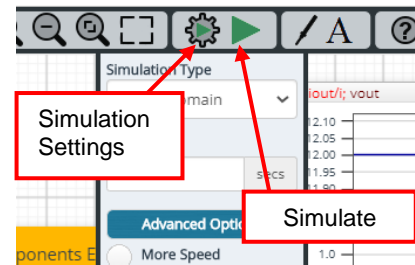 A
?
Simulation Type
main
iout/i; vout
Simulation
Settings
12.10
12.05
12.00
11.95
11.90
secs
Simulate
Advanced Optio
ponents E
More Speed
1.0